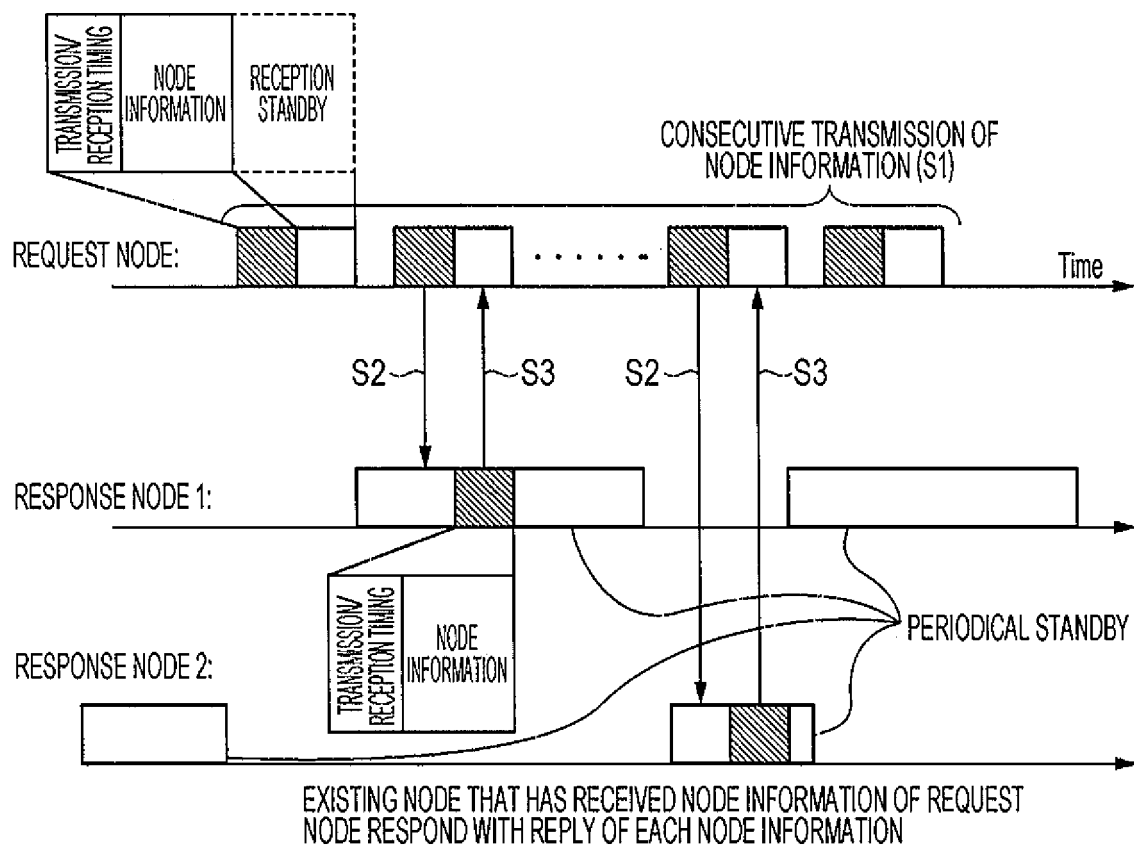 TRANSMISSION/
RECEPTION TIMING
NODE
INFORMATION
RECEPTION
STANDBY
CONSECUTIVE TRANSMISSION OF
NODE INFORMATION (S1)
REQUEST NODE:
Time
S2
S3
S2
S3
RESPONSE NODE 1:
TRANSMISSION/
RECEPTION TIMING
NODE
INFORMATION
PERIODICAL STANDBY
RESPONSE NODE 2:
EXISTING NODE THAT HAS RECEIVED NODE INFORMATION OF REQUEST
NODE RESPOND WITH REPLY OF EACH NODE INFORMATION